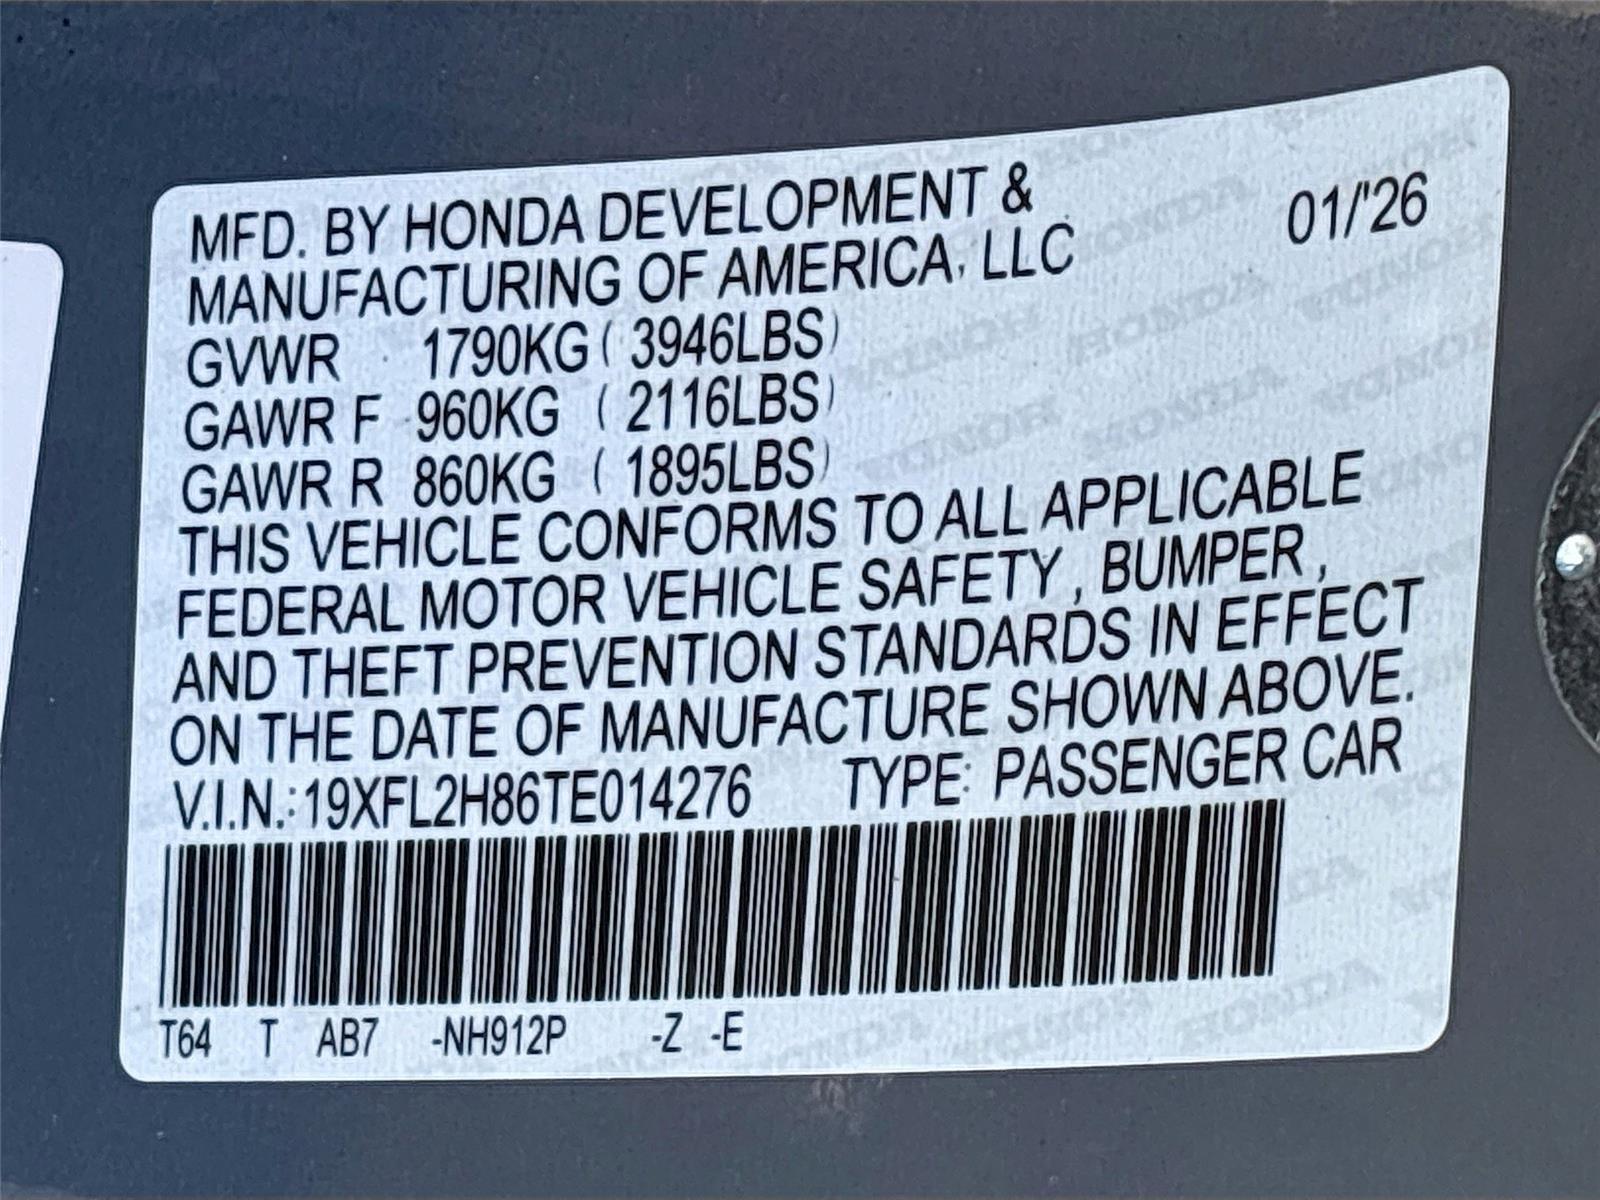 MFD. BY HONDA DEVELOPMENT &
MANUFACTURING OF AMERICA, LLC
01/'26
GVWR 1790KG ( 3946LBS)
GAWR F 960KG ( 2116LBS)
GAWR R 860KG ( 1895LBS)
THIS VEHICLE CONFORMS TO ALL APPLICABLE
FEDERAL MOTOR VEHICLE SAFETY, BUMPER,
AND THEFT PREVENTION STANDARDS IN EFFECT
ON THE DATE OF MANUFACTURE SHOWN ABOVE.
V.I.N.:19XFL2H86TE014276 TYPE: PASSENGER CAR
T64 T AB7 -NH912P -Z -E